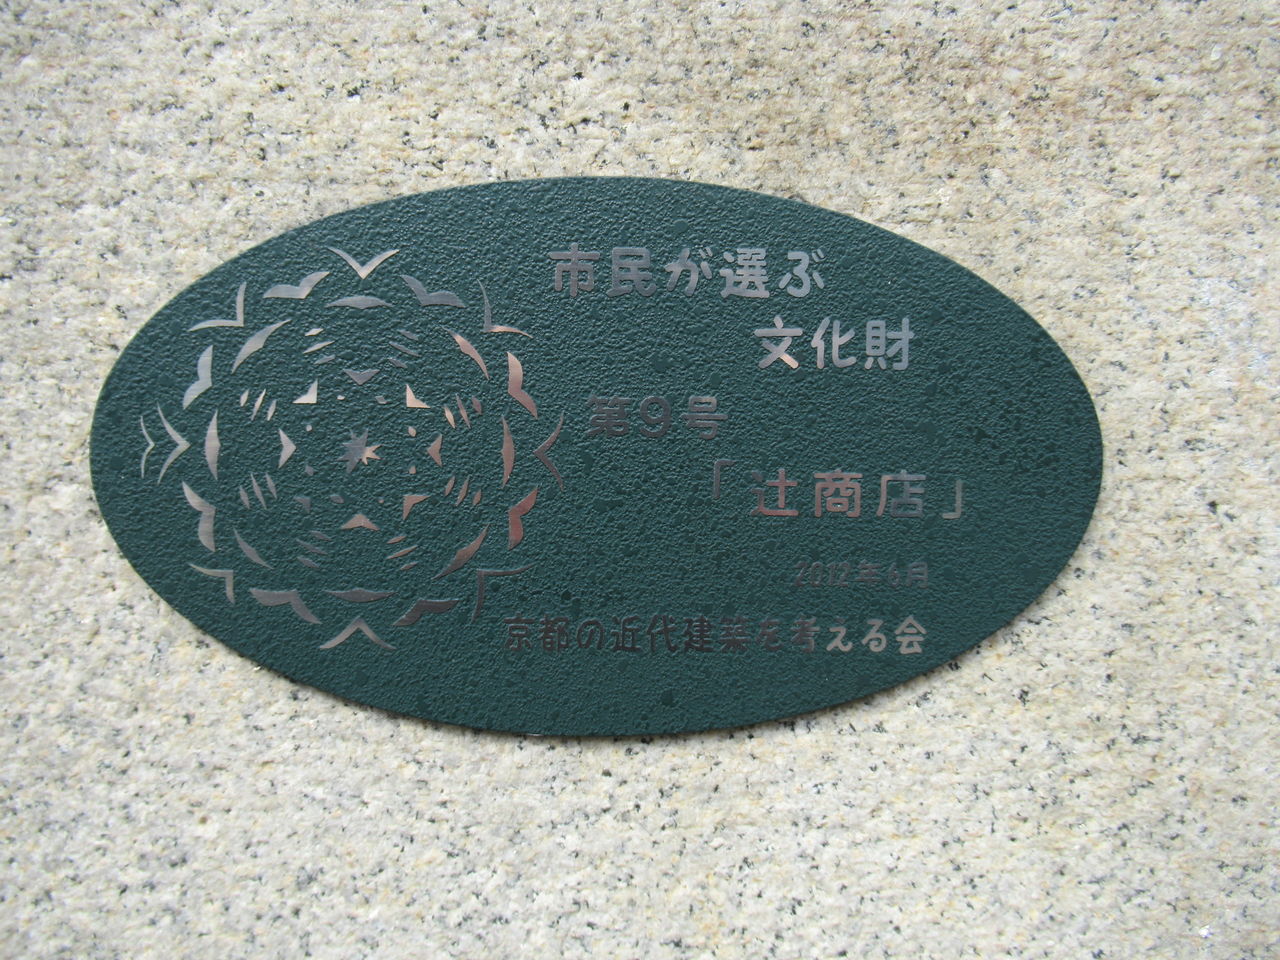 市民が選ぶ
文化財
第9号
「辻商店」
2012年6月
京都の近代建築を考える会